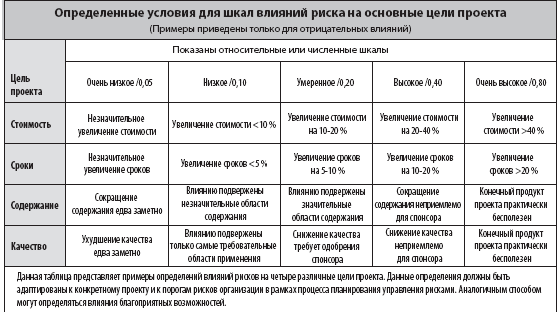 Определенные условия для шкал влияний риска на основные цели проекта
(Примеры приведены только для отрицательных влияний)
Показаны относительные или численные шкалы
Цель
проекта
Очень низкое /0,05
Низкое /0,10
Умеренное /0,20
Высокое /0,40
Очень высокое /0,80
Стоимость
Незначительное
увеличение стоимости
Увеличение стоимости <10 %
Увеличение стоимости
на 10-20 %
Увеличение стоимости
на 20-40 %
Увеличение
стоимости >40 %
Сроки
Незначительное
увеличение сроков
Увеличение сроков <5 %
Увеличение сроков на
5-10 %
Увеличение сроков
на 10-20 %
Увеличение
сроков >20 %
Содержание
Сокращение
содержания едва заметно
Влиянию подвержены
незначительные области
содержания
Влиянию подвержены
значительные
области содержания
Сокращение
содержания неприемлемо
для спонсора
Конечный продукт
проекта практически
бесполезен
Качество
Ухудшение качества
едва заметно
Влиянию подвержены
только самые требовательные
области применения
Снижение качества
требует одобрения
спонсора
Снижение качества
неприемлемо
для спонсора
Конечный продукт
проекта практически
бесполезен
Данная таблица представляет примеры определений влияний рисков на четыре различные цели проекта. Данные определения должны быть
адаптированы к конкретному проекту и к порогам рисков организации в рамках процесса планирования управления рисками. Аналогичным способом
могут определяться влияния благоприятных возможностей.